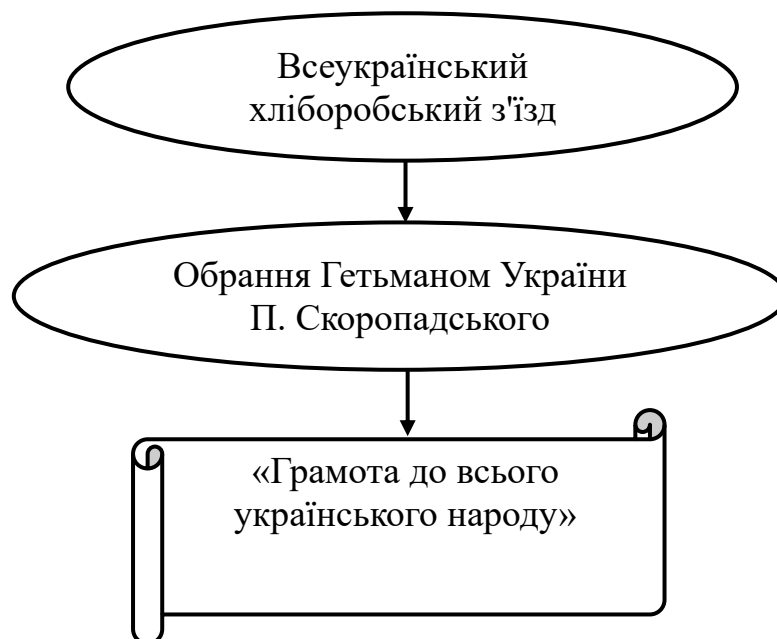 Всеукраїнський
хліборобський з'їзд
Обрання Гетьманом України
П. Скоропадського
«Грамота до всього
українського народу»